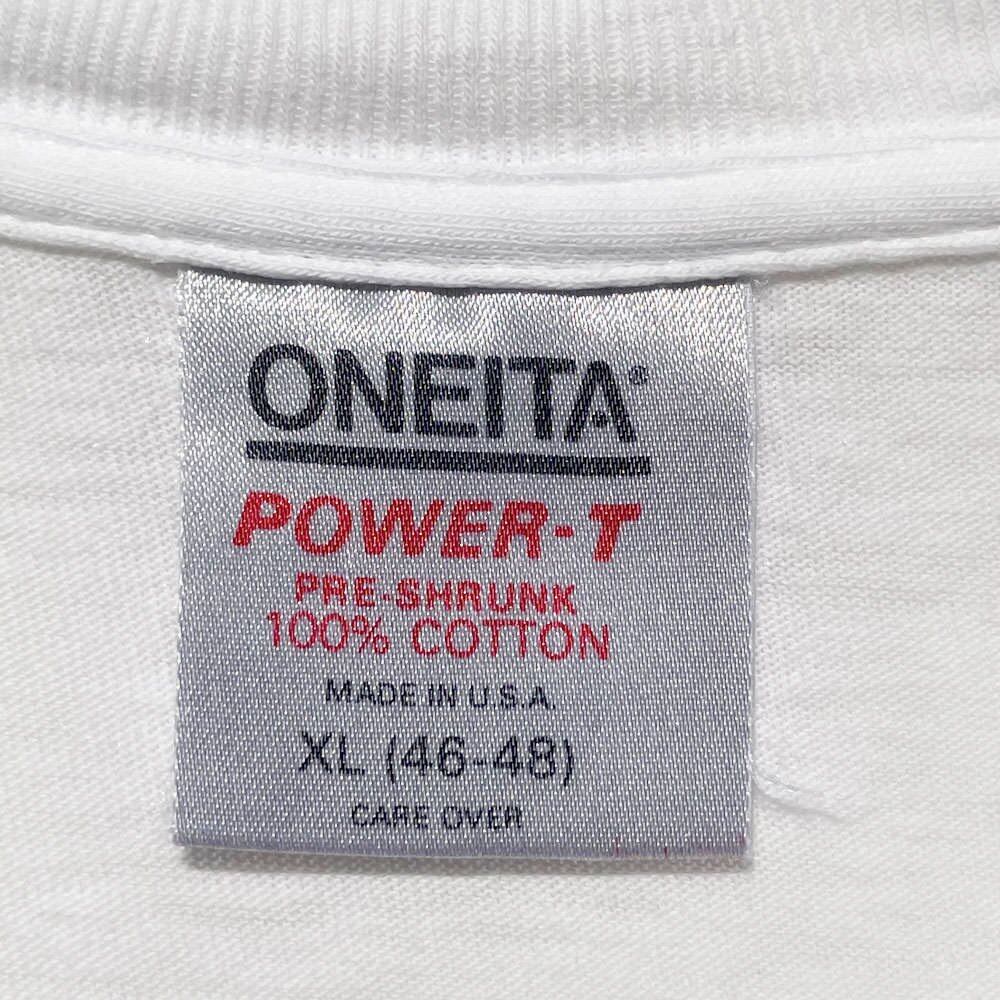 ONEITA®
POWER-T
PRE-SHRUNK
100% COTTON
MADE IN U.S.A.
XL (46-48)
CARE OVER